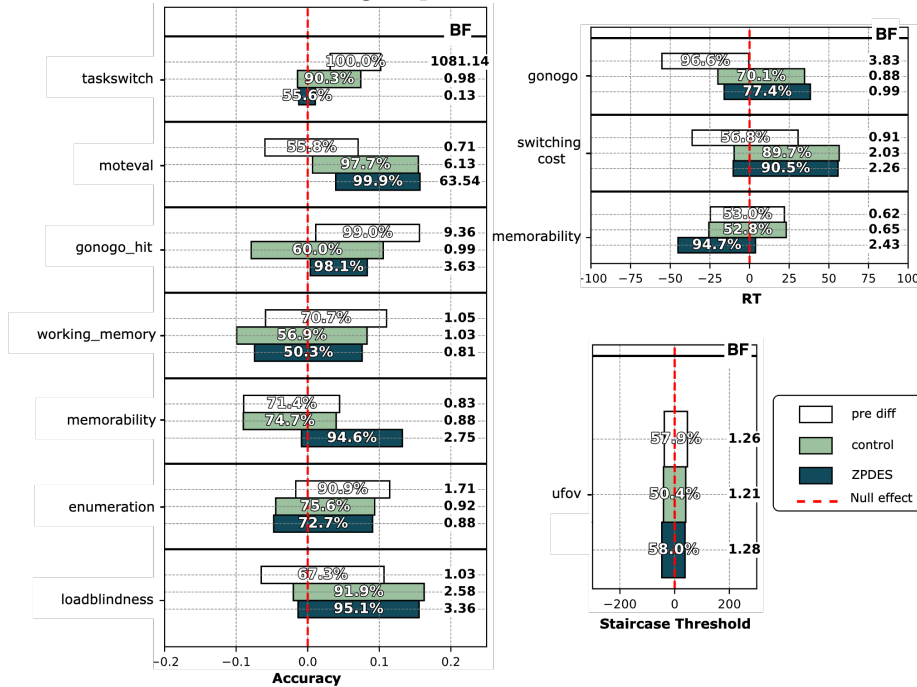 BF
taskswitch
100.0%
1081.14
90.3%
0.98
55.6%
0.13
moteval
55.8%
0.71
97.7%
6.13
99.9%
63.54
gonogo_hit
99.0%
9.36
60.0%
0.99
98.1%
3.63
working_memory
70.7%
1.05
56.9%
1.03
50.3%
0.81
memorability
71.4%
0.83
74.7%
0.88
94.6%
2.75
enumeration
90.9%
1.71
75.6%
0.92
72.7%
0.88
loadblindness
67.3%
1.03
91.9%
2.58
95.1%
3.36
−0.2 −0.1 0.0 0.1 0.2
Accuracy
BF
gonogo
96.6%
3.83
70.1%
0.88
77.4%
0.99
switching
cost
56.8%
0.91
89.7%
2.03
90.5%
2.26
memorability
53.0%
0.62
52.8%
0.65
94.7%
2.43
−100 −75 −50 −25 0 25 50 75 100
RT
BF
ufov
57.9%
1.26
50.4%
1.21
58.0%
1.28
−200 0 200
Staircase Threshold
pre diff
control
ZPDES
Null effect